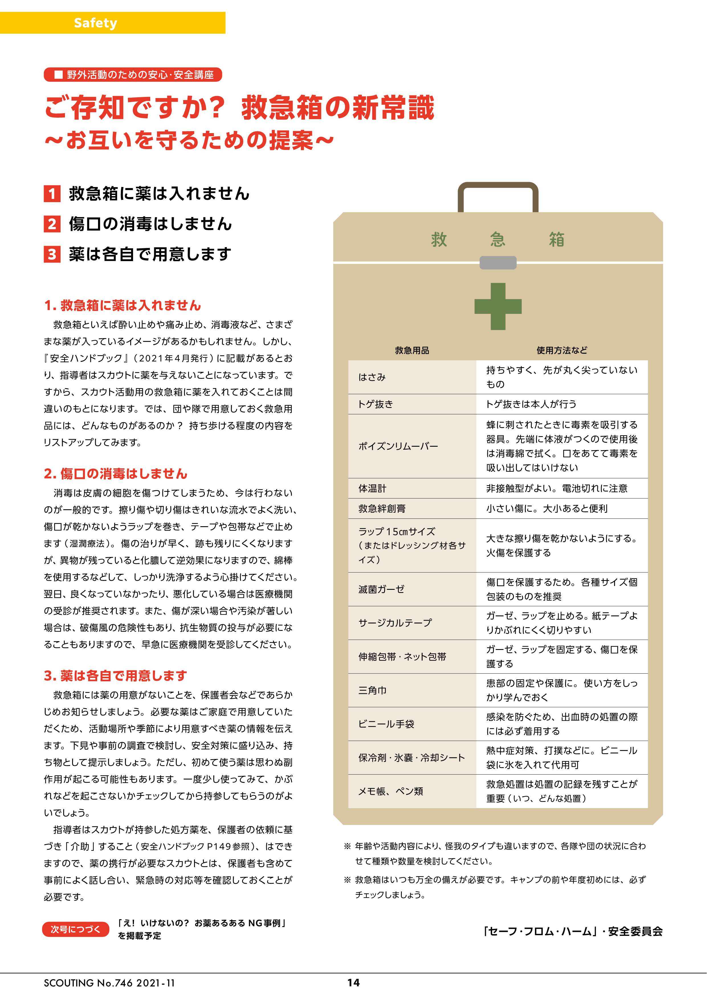 Safety
■ 野外活動のための安心・安全講座
ご存知ですか？ 救急箱の新常識
～お互いを守るための提案～
1 救急箱に薬は入れません
2 傷口の消毒はしません
3 薬は各自で用意します
1. 救急箱に薬は入れません
　救急箱といえば酔い止めや痛み止め、消毒液など、さまざ
まな薬が入っているイメージがあるかもしれません。しかし、
『安全ハンドブック』（2021年4月発行）に記載があるとお
り、指導者はスカウトに薬を与えないことになっています。で
すから、スカウト活動用の救急箱に薬を入れておくことは間
違いのもとになります。では、団や隊で用意しておく救急用
品には、どんなものがあるのか？ 持ち歩ける程度の内容を
リストアップしてみます。
2. 傷口の消毒はしません
　消毒は皮膚の細胞を傷つけてしまうため、今は行わない
のが一般的です。擦り傷や切り傷はきれいな流水でよく洗い、
傷口が乾かないようラップを巻き、テープや包帯などで止め
ます（湿潤療法）。傷の治りが早く、跡も残りにくくなります
が、異物が残っていると化膿して逆効果になりますので、綿棒
を使用するなどして、しっかり洗浄するよう心掛けてください。
翌日、良くなっていなかったり、悪化している場合は医療機関
の受診が推奨されます。また、傷が深い場合や汚染が著しい
場合は、破傷風の危険性もあり、抗生物質の投与が必要にな
ることもありますので、早急に医療機関を受診してください。
3. 薬は各自で用意します
　救急箱には薬の用意がないことを、保護者会などであらか
じめお知らせしましょう。必要な薬はご家庭で用意していた
だくため、活動場所や季節により用意すべき薬の情報を伝え
ます。下見や事前の調査で検討し、安全対策に盛り込み、持
ち物として提示しましょう。ただし、初めて使う薬は思わぬ副
作用が起こる可能性もあります。一度少し使ってみて、かぶ
れなどを起こさないかチェックしてから持参してもらうのがよ
いでしょう。
　指導者はスカウトが持参した処方薬を、保護者の依頼に基
づき「介助」すること（安全ハンドブック P149参照）、はでき
ますので、薬の携行が必要なスカウトとは、保護者も含めて
事前によく話し合い、緊急時の対応等を確認しておくことが
必要です。
次号につづく
「え！ いけないの？ お薬あるある NG事例」
を掲載予定
救 急 箱
救急用品 使用方法など
はさみ
持ちやすく、先が丸く尖っていない
もの
トゲ抜き
トゲ抜きは本人が行う
ポイズンリムーバー
蜂に刺されたときに毒素を吸引する
器具。先端に体液がつくので使用後
は消毒綿で拭く。口をあてて毒素を
吸い出してはいけない
体温計
非接触型がよい。電池切れに注意
救急絆創膏
小さい傷に。大小あると便利
ラップ 15㎝サイズ
（またはドレッシング材各サ
イズ）
大きな擦り傷を乾かないようにする。
火傷を保護する
滅菌ガーゼ
傷口を保護するため。各種サイズ個
包装のものを推奨
サージカルテープ
ガーゼ、ラップを止める。紙テープよ
りかぶれにくく切りやすい
伸縮包帯・ネット包帯
ガーゼ、ラップを固定する、傷口を保
護する
三角巾
患部の固定や保護に。使い方をしっ
かり学んでおく
ビニール手袋
感染を防ぐため、出血時の処置の際
には必ず着用する
保冷剤・氷嚢・冷却シート
熱中症対策、打撲などに。ビニール
袋に氷を入れて代用可
メモ帳、ペン類
救急処置は処置の記録を残すことが
重要（いつ、どんな処置）
※ 年齢や活動内容により、怪我のタイプも違いますので、各隊や団の状況に合わ
せて種類や数量を検討してください。
※ 救急箱はいつも万全の備えが必要です。キャンプの前や年度初めには、必ず
チェックしましょう。
「セーフ・フロム・ハーム」・安全委員会
SCOUTING No.746 2021-11
14